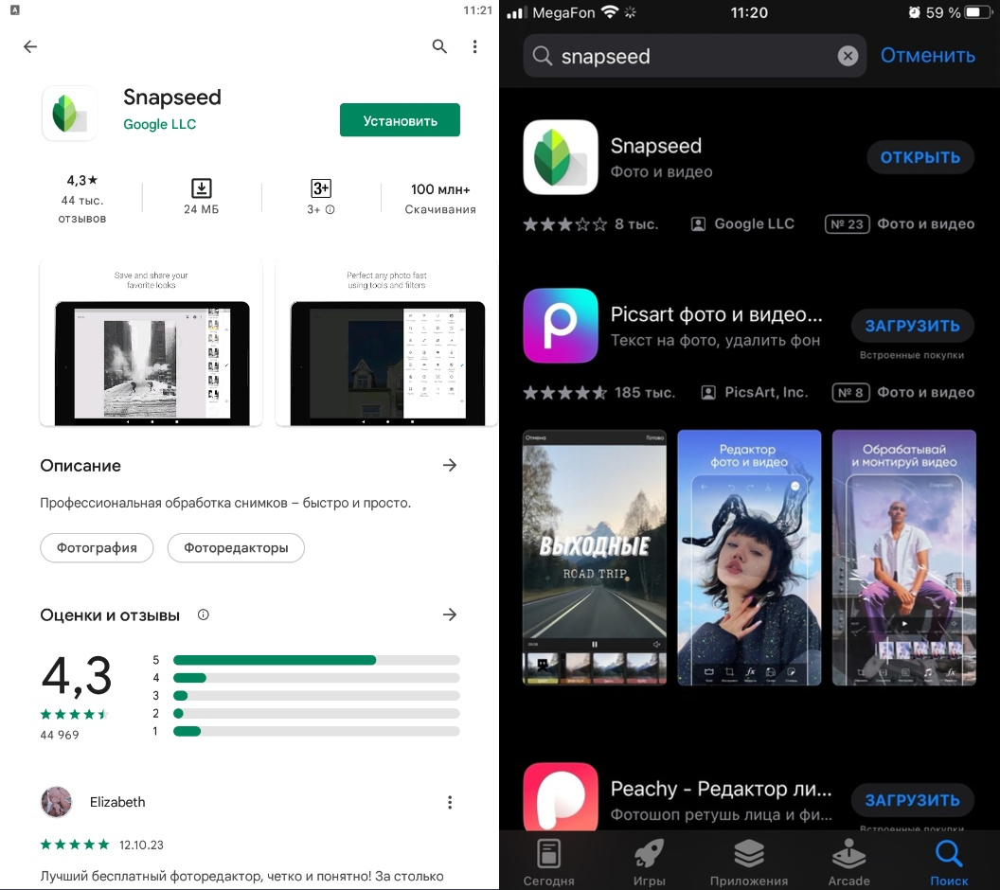 11:21
Snapseed
Google LLC
Установить
4,3★
44 тыс.
отзывов
24 МБ
3+
3+
100 млн+
Скачивания
Save and share your
favorite looks
Perfect any photo fast
using tools and filters
Описание
Профессиональная обработка снимков – быстро и просто.
Фотография
Фоторедакторы
Оценки и отзывы
4,3
44 969
5
4
3
2
1
Elizabeth
12.10.23
Лучший бесплатный фоторедактор, четко и понятно! За столько
MegaFon
11:20
59 %
snapseed
Отменить
Snapseed
Фото и видео
ОТКРЫТЬ
8 тыс.
Google LLC
№ 23
Фото и видео
Picsart фото и видео...
Текст на фото, удалить фон
ЗАГРУЗИТЬ
Встроенные покупки
185 тыс.
PicsArt, Inc.
№ 8
Фото и видео
Отмена
Готово
ВЫХОДНЫЕ
ROAD TRIP
Редактор
фото и видео
Обрабатывай
и монтируй видео
Peachy - Редактор ли...
Фотошоп ретушь лица и фи...
ЗАГРУЗИТЬ
Встроенные покупки
Сегодня
Игры
Приложения
Arcade
Поиск